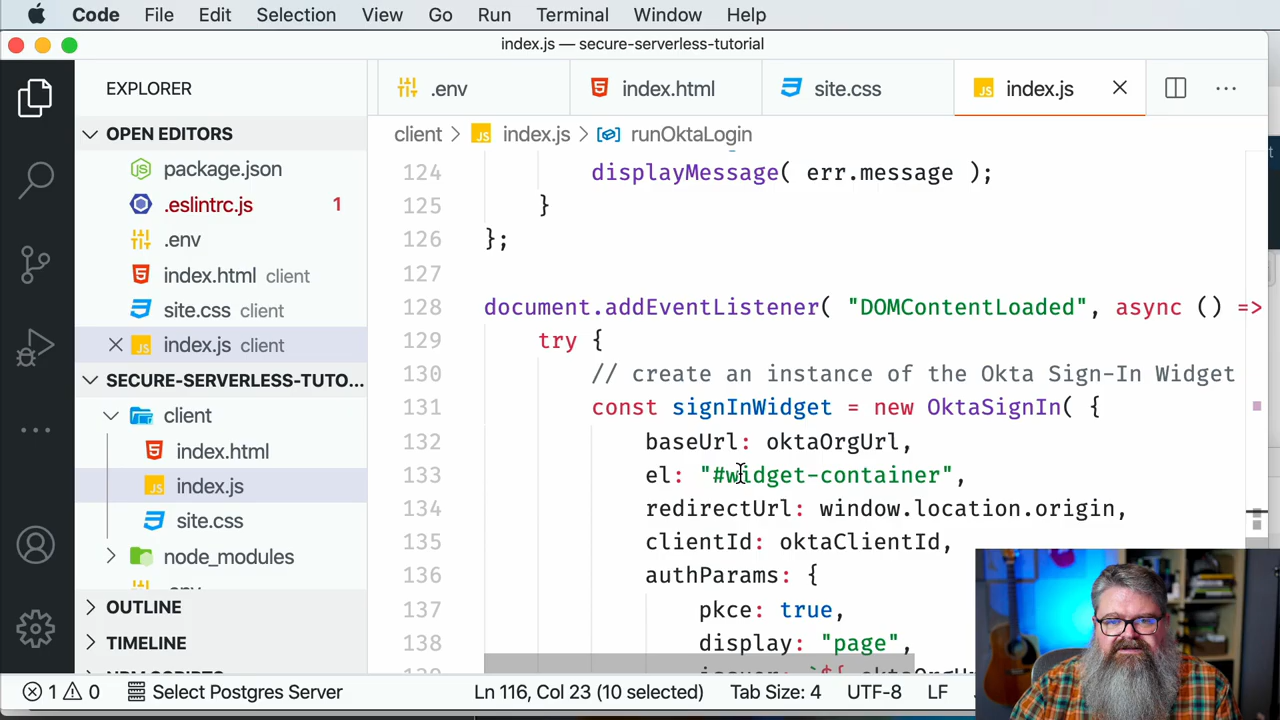 Code File Edit Selection View Go Run Terminal Window Help
index.js — secure-serverless-tutorial
EXPLORER
.env index.html site.css index.js
OPEN EDITORS
client > index.js > runOktaLogin
package.json
.eslintrc.js 1
.env
index.html client
site.css client
index.js client
SECURE-SERVERLESS-TUTO...
client
index.html
index.js
site.css
node_modules
OUTLINE
TIMELINE
124 displayMessage( err.message );
125 }
126 };
127
128 document.addEventListener( "DOMContentLoaded", async () =>
129 try {
130 // create an instance of the Okta Sign-In Widget
131 const signInWidget = new OktaSignIn( {
132 baseUrl: oktaOrgUrl,
133 el: "#widget-container",
134 redirectUrl: window.location.origin,
135 clientId: oktaClientId,
136 authParams: {
137 pkce: true,
138 display: "page",
1 0 Select Postgres Server Ln 116, Col 23 (10 selected) Tab Size: 4 UTF-8 LF